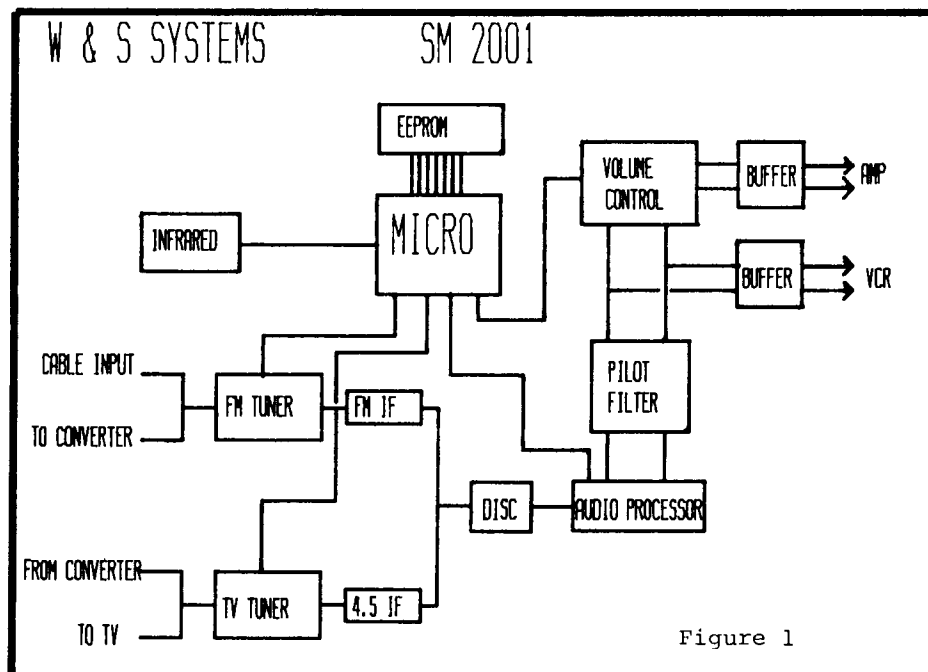 W & S SYSTEMS SM 2001
EEPROM
MICRO
INFRARED
VOLUME
CONTROL
BUFFER
AMP
BUFFER
VCR
CABLE INPUT
TO CONVERTER
FM TUNER
FM IF
PILOT
FILTER
DISC
AUDIO PROCESSOR
FROM CONVERTER
TO TV
TV TUNER
4.5 IF
Figure 1